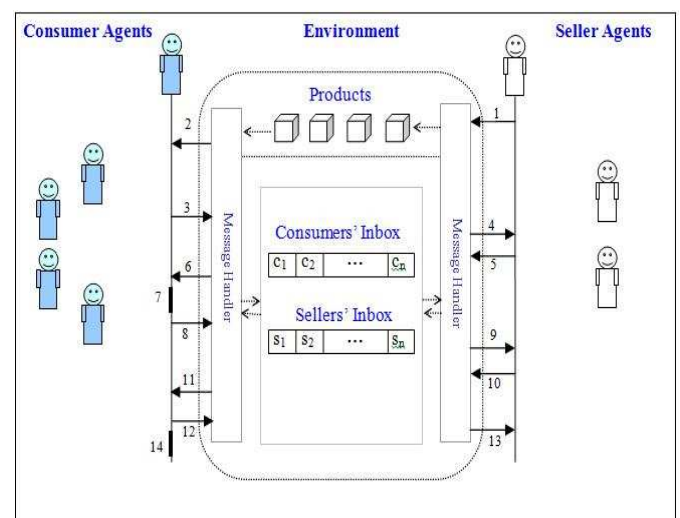 Consumer Agents Environment Seller Agents
Products
1
2
3
4
5
6
7
8
9
10
11
12
13
14
Message Handler
Consumers' Inbox
C1 C2 ... Cn
Sellers' Inbox
S1 S2 ... Sn
Message Handler